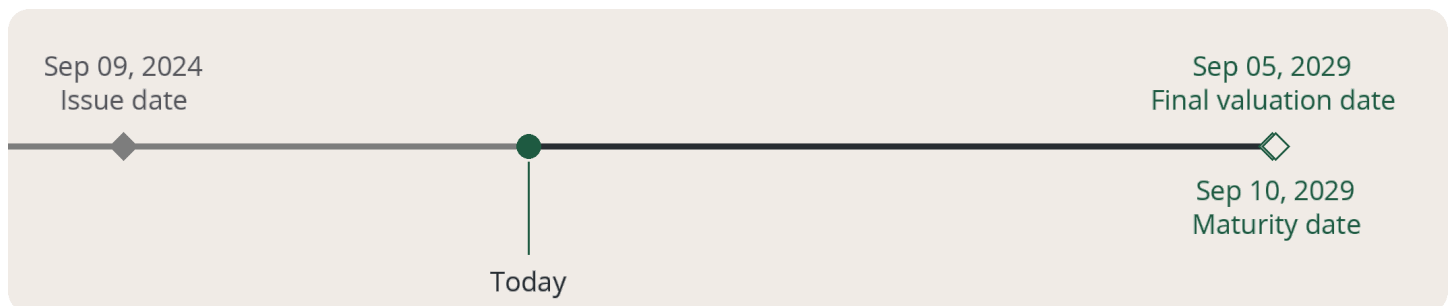 Sep 09, 2024
Issue date
Sep 05, 2029
Final valuation date
Sep 10, 2029
Maturity date
Today